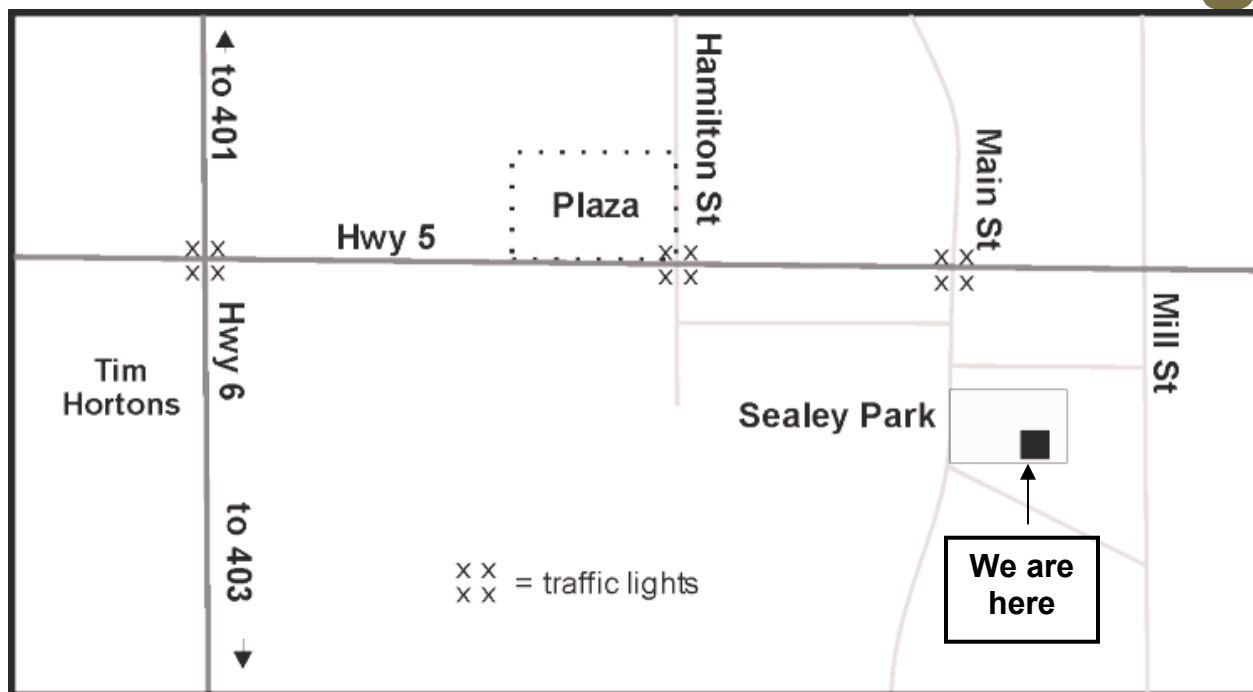 to 401
Hamilton St
Main St
Plaza
Hwy 5
x x
x x
x x
x x
x x
x x
Hwy 6
Mill St
Tim
Hortons
Sealey Park
to 403
x x
x x = traffic lights
We are
here